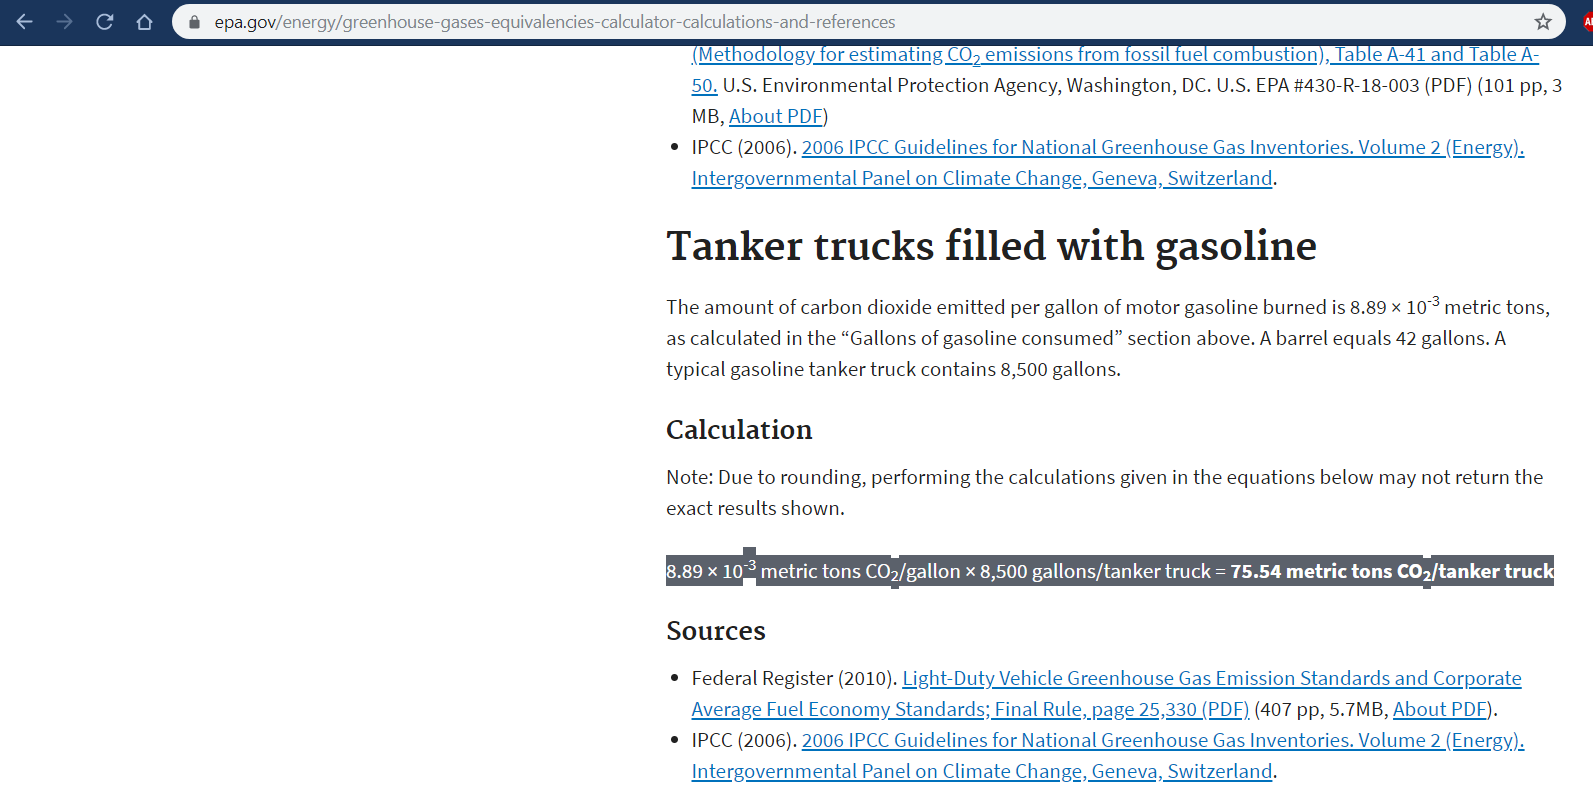 epa.gov/energy/greenhouse-gases-equivalencies-calculator-calculations-and-references
(Methodology for estimating CO₂ emissions from fossil fuel combustion), Table A-41 and Table A-
50. U.S. Environmental Protection Agency, Washington, DC. U.S. EPA #430-R-18-003 (PDF) (101 pp, 3
MB, About PDF)
• IPCC (2006). 2006 IPCC Guidelines for National Greenhouse Gas Inventories. Volume 2 (Energy).
Intergovernmental Panel on Climate Change, Geneva, Switzerland.
Tanker trucks filled with gasoline
The amount of carbon dioxide emitted per gallon of motor gasoline burned is 8.89 × 10⁻³ metric tons,
as calculated in the “Gallons of gasoline consumed” section above. A barrel equals 42 gallons. A
typical gasoline tanker truck contains 8,500 gallons.
Calculation
Note: Due to rounding, performing the calculations given in the equations below may not return the
exact results shown.
8.89 × 10⁻³ metric tons CO₂/gallon × 8,500 gallons/tanker truck = 75.54 metric tons CO₂/tanker truck
Sources
• Federal Register (2010). Light-Duty Vehicle Greenhouse Gas Emission Standards and Corporate
Average Fuel Economy Standards; Final Rule, page 25,330 (PDF) (407 pp, 5.7MB, About PDF).
• IPCC (2006). 2006 IPCC Guidelines for National Greenhouse Gas Inventories. Volume 2 (Energy).
Intergovernmental Panel on Climate Change, Geneva, Switzerland.